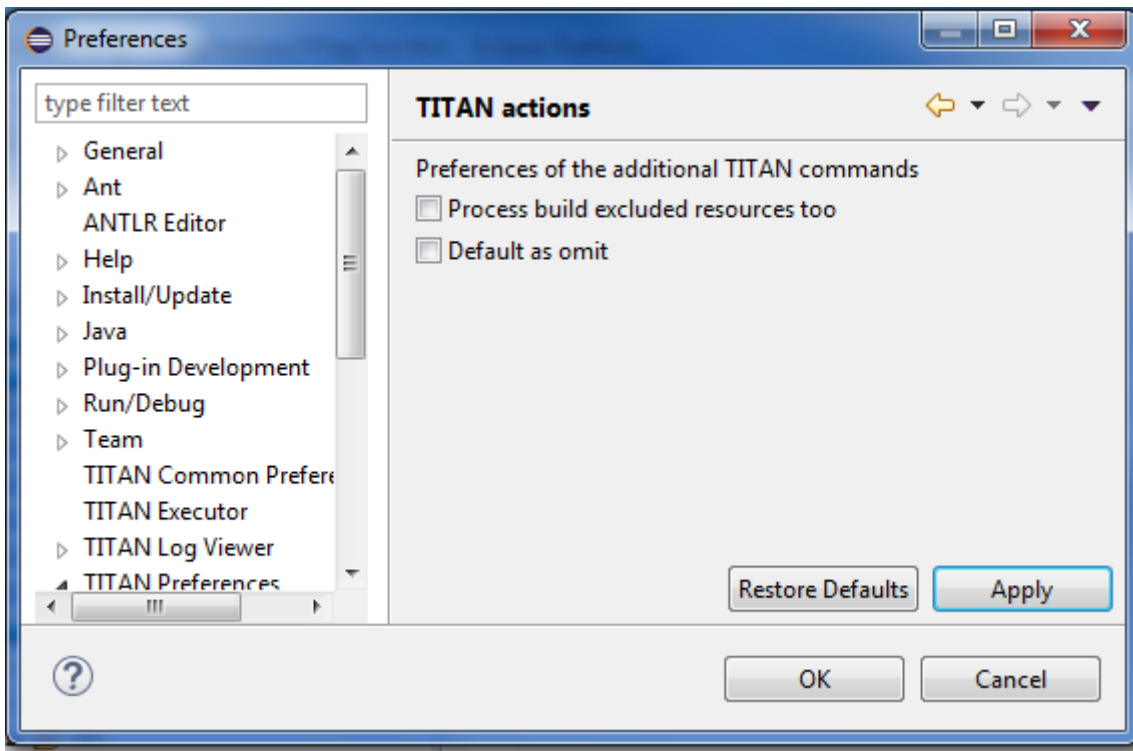 Preferences
type filter text
General
Ant
ANTLR Editor
Help
Install/Update
Java
Plug-in Development
Run/Debug
Team
TITAN Common Prefere
TITAN Executor
TITAN Log Viewer
TITAN Preferences
TITAN actions
Preferences of the additional TITAN commands
Process build excluded resources too
Default as omit
Restore Defaults
Apply
?
OK
Cancel